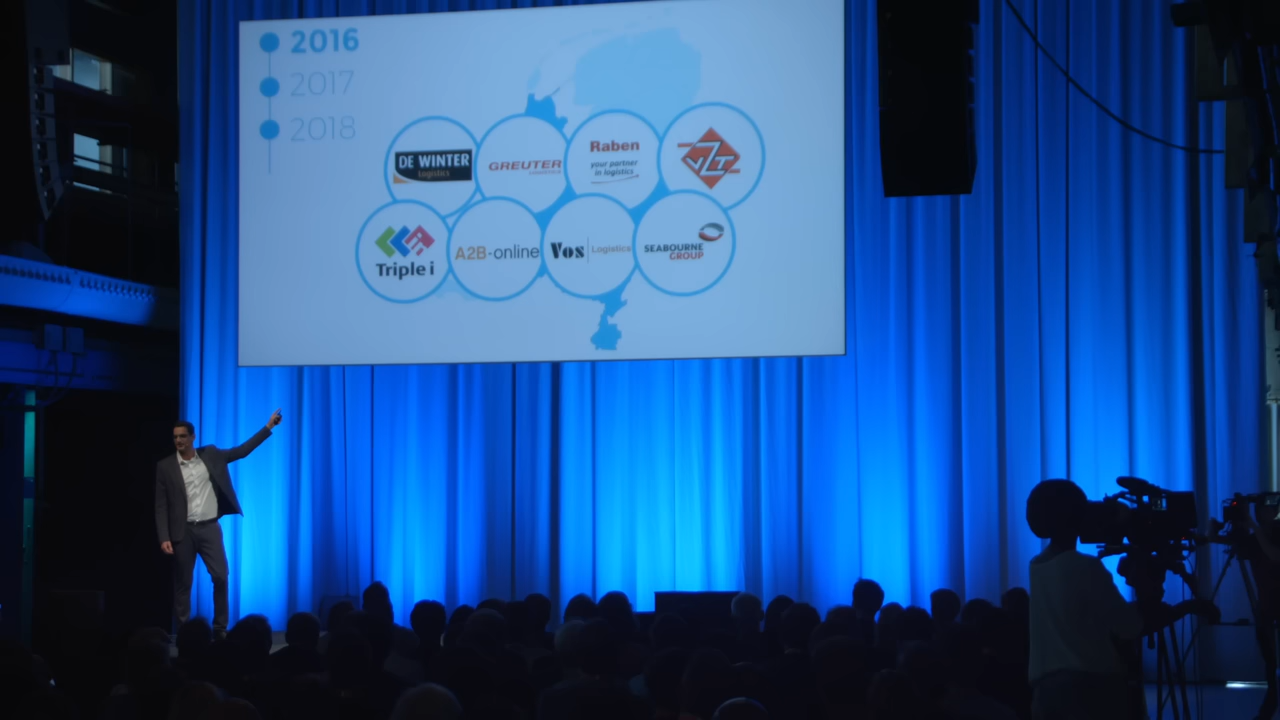 2016
2017
2018
DE WINTER
logistics
GREUTER
Raben
your partner
in logistics
VZT
Triple i
A2B-online
Vos Logistics
SEABOURNE
GROUP